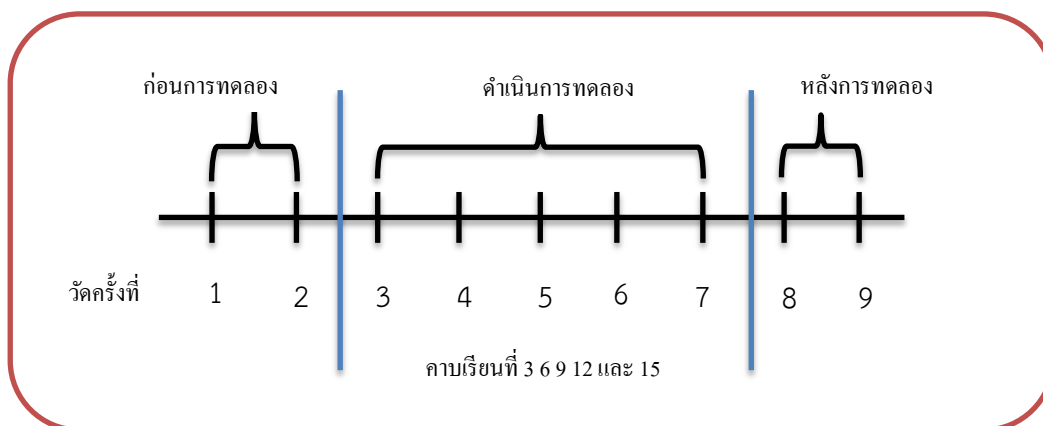 ก่อนการทดลอง ดำเนินการทดลอง หลังการทดลอง
วัดครั้งที่ 1 2 3 4 5 6 7 8 9
คาบเรียนที่ 3 6 9 12 และ 15